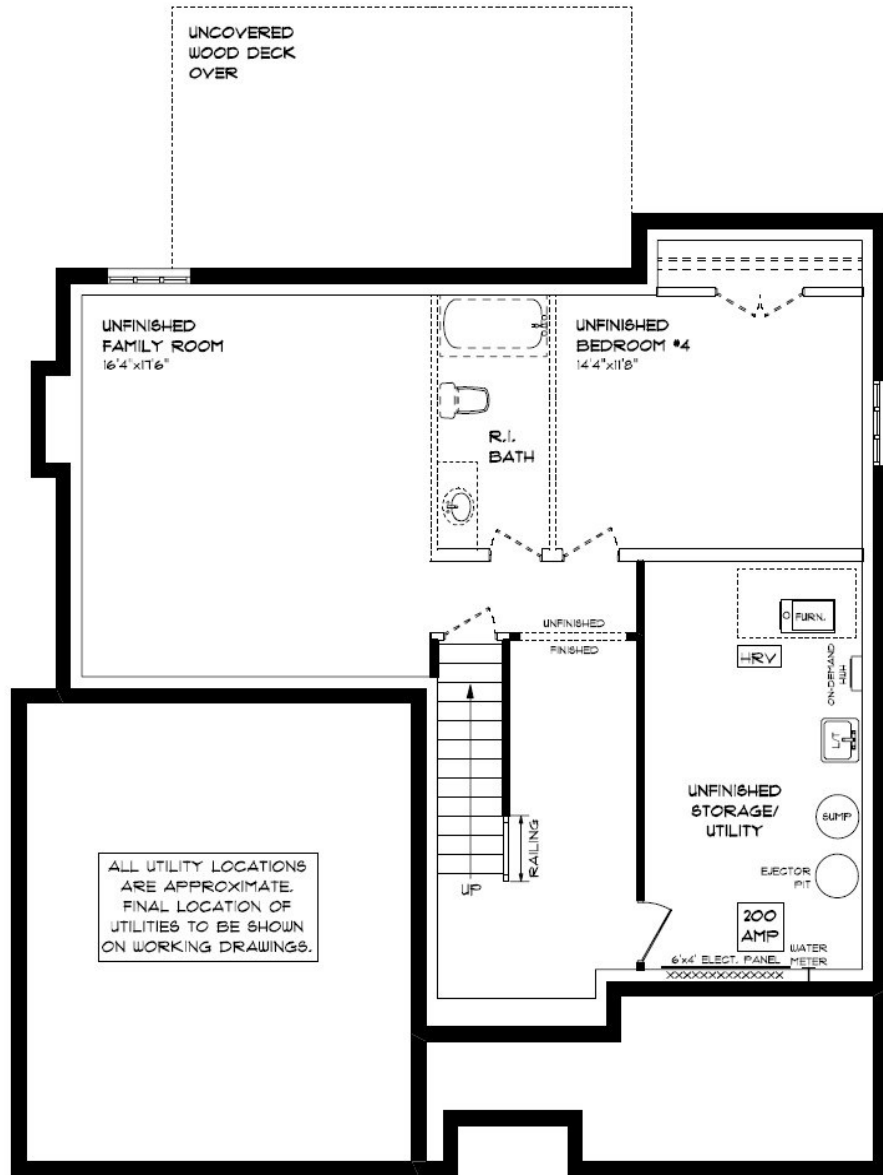 UNCOVERED
WOOD DECK
OVER
UNFINISHED
FAMILY ROOM
16'4"x17'6"
UNFINISHED
BEDROOM #4
14'4"x11'8"
R.I.
BATH
UNFINISHED
FINISHED
FURN.
HRV
ON-DEMAND
HWH
L/T
UNFINISHED
STORAGE/
UTILITY
SUMP
EJECTOR
PIT
RAILING
UP
200
AMP
6'x4' ELECT. PANEL
WATER
METER
ALL UTILITY LOCATIONS
ARE APPROXIMATE.
FINAL LOCATION OF
UTILITIES TO BE SHOWN
ON WORKING DRAWINGS.